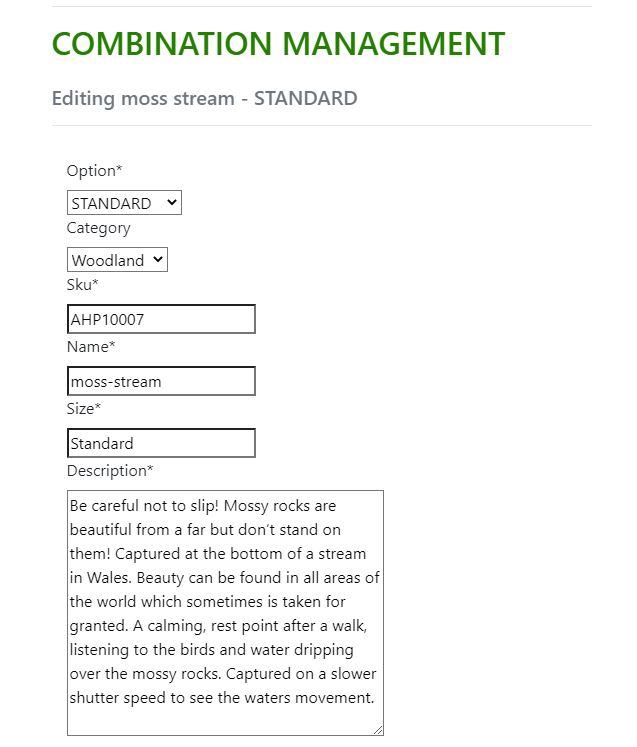 COMBINATION MANAGEMENT
Editing moss stream - STANDARD
Option*
STANDARD
Category
Woodland
Sku*
AHP10007
Name*
moss-stream
Size*
Standard
Description*
Be careful not to slip! Mossy rocks are
beautiful from a far but don't stand on
them! Captured at the bottom of a stream
in Wales. Beauty can be found in all areas of
the world which sometimes is taken for
granted. A calming, rest point after a walk,
listening to the birds and water dripping
over the mossy rocks. Captured on a slower
shutter speed to see the waters movement.